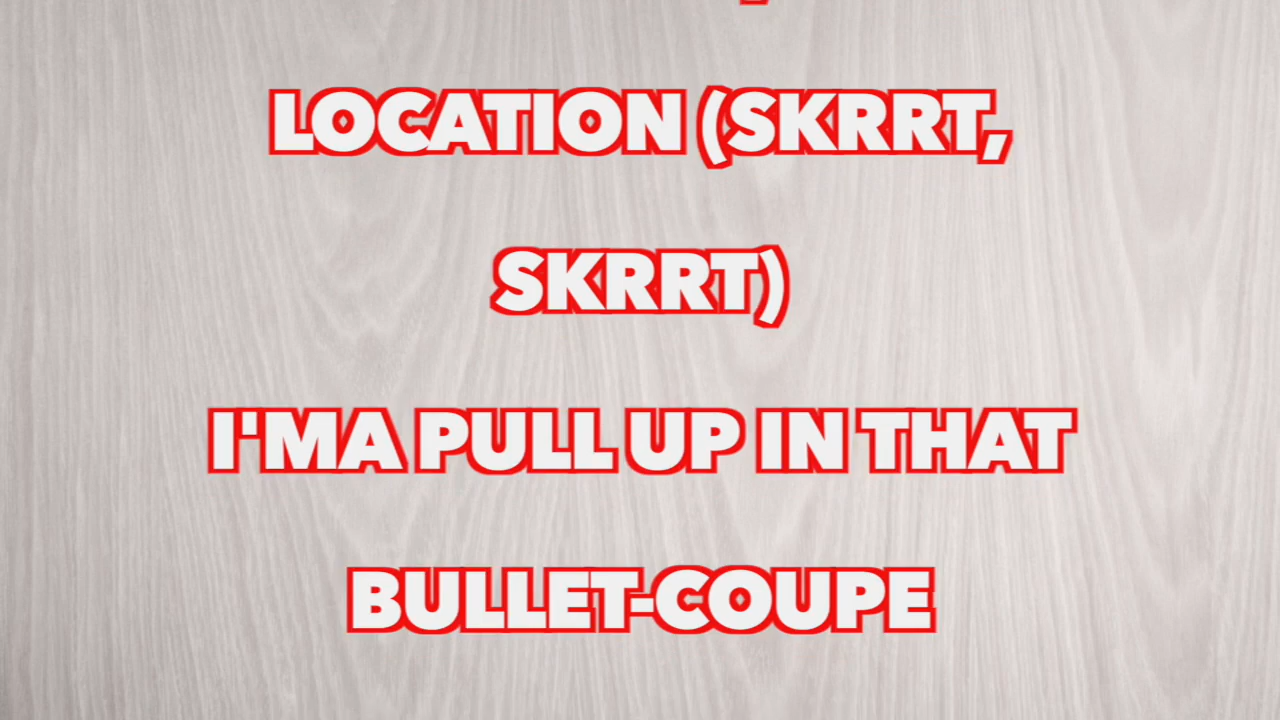 LOCATION (SKRRT,
SKRRT)
I'MA PULL UP IN THAT
BULLET-COUPE